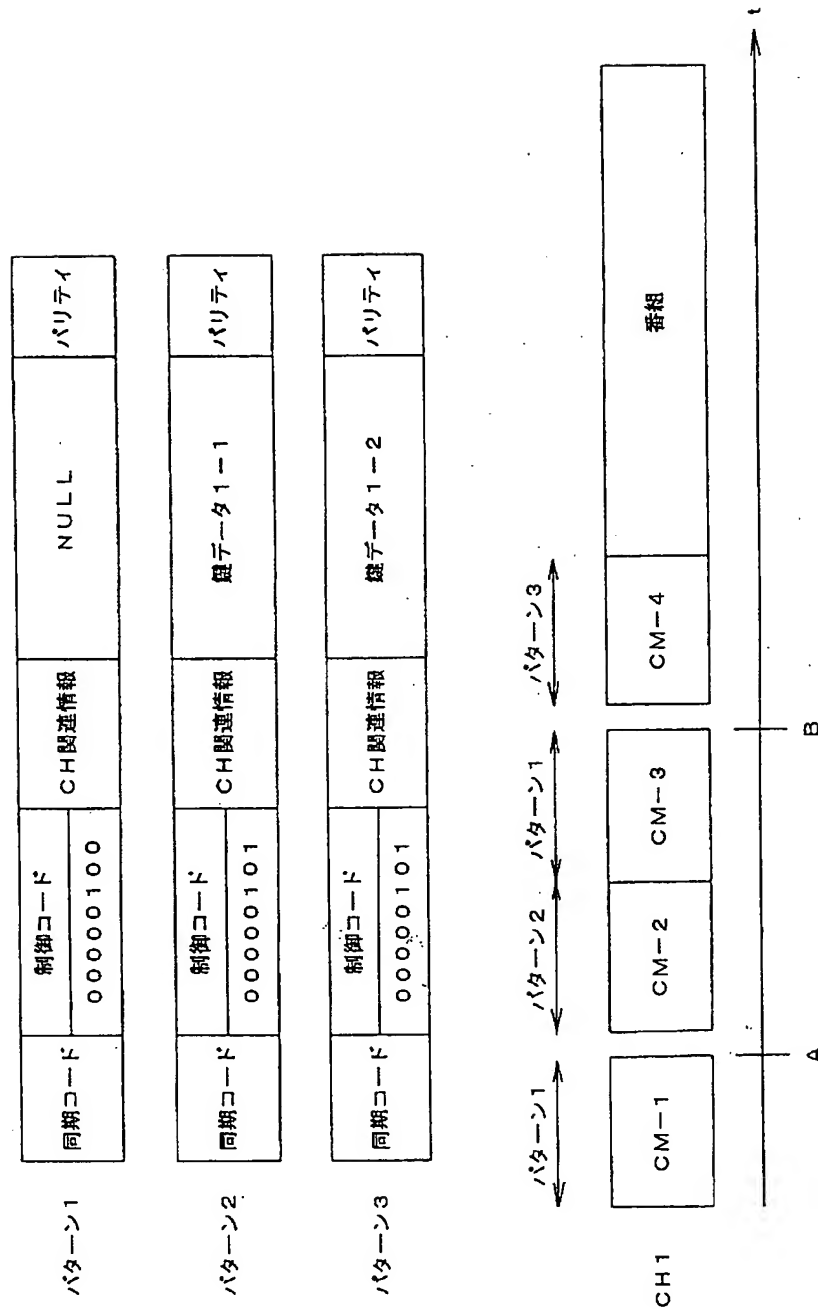 パターン1
同期コード
制御コード
00000100
CH関連情報
NULL
パリティ
パターン2
同期コード
制御コード
00000101
CH関連情報
鍵データ1-1
パリティ
パターン3
同期コード
制御コード
00000101
CH関連情報
鍵データ1-2
パリティ
パターン1
パターン2
パターン1
パターン3
CH1
CM-1
CM-2
CM-3
CM-4
番組
A
B
t